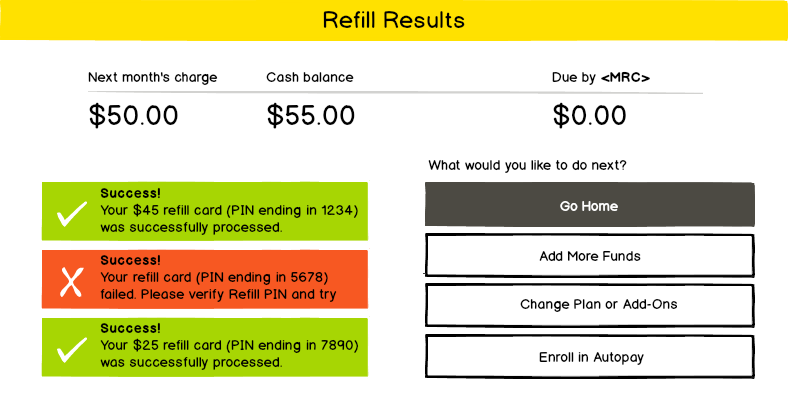 Refill Results
Next month's charge Cash balance Due by <MRC>
$50.00 $55.00 $0.00
What would you like to do next?
Success!
Your $45 refill card (PIN ending in 1234)
was successfully processed.
Success!
Your refill card (PIN ending in 5678)
failed. Please verify Refill PIN and try
Success!
Your $25 refill card (PIN ending in 7890)
was successfully processed.
Go Home
Add More Funds
Change Plan or Add-Ons
Enroll in Autopay